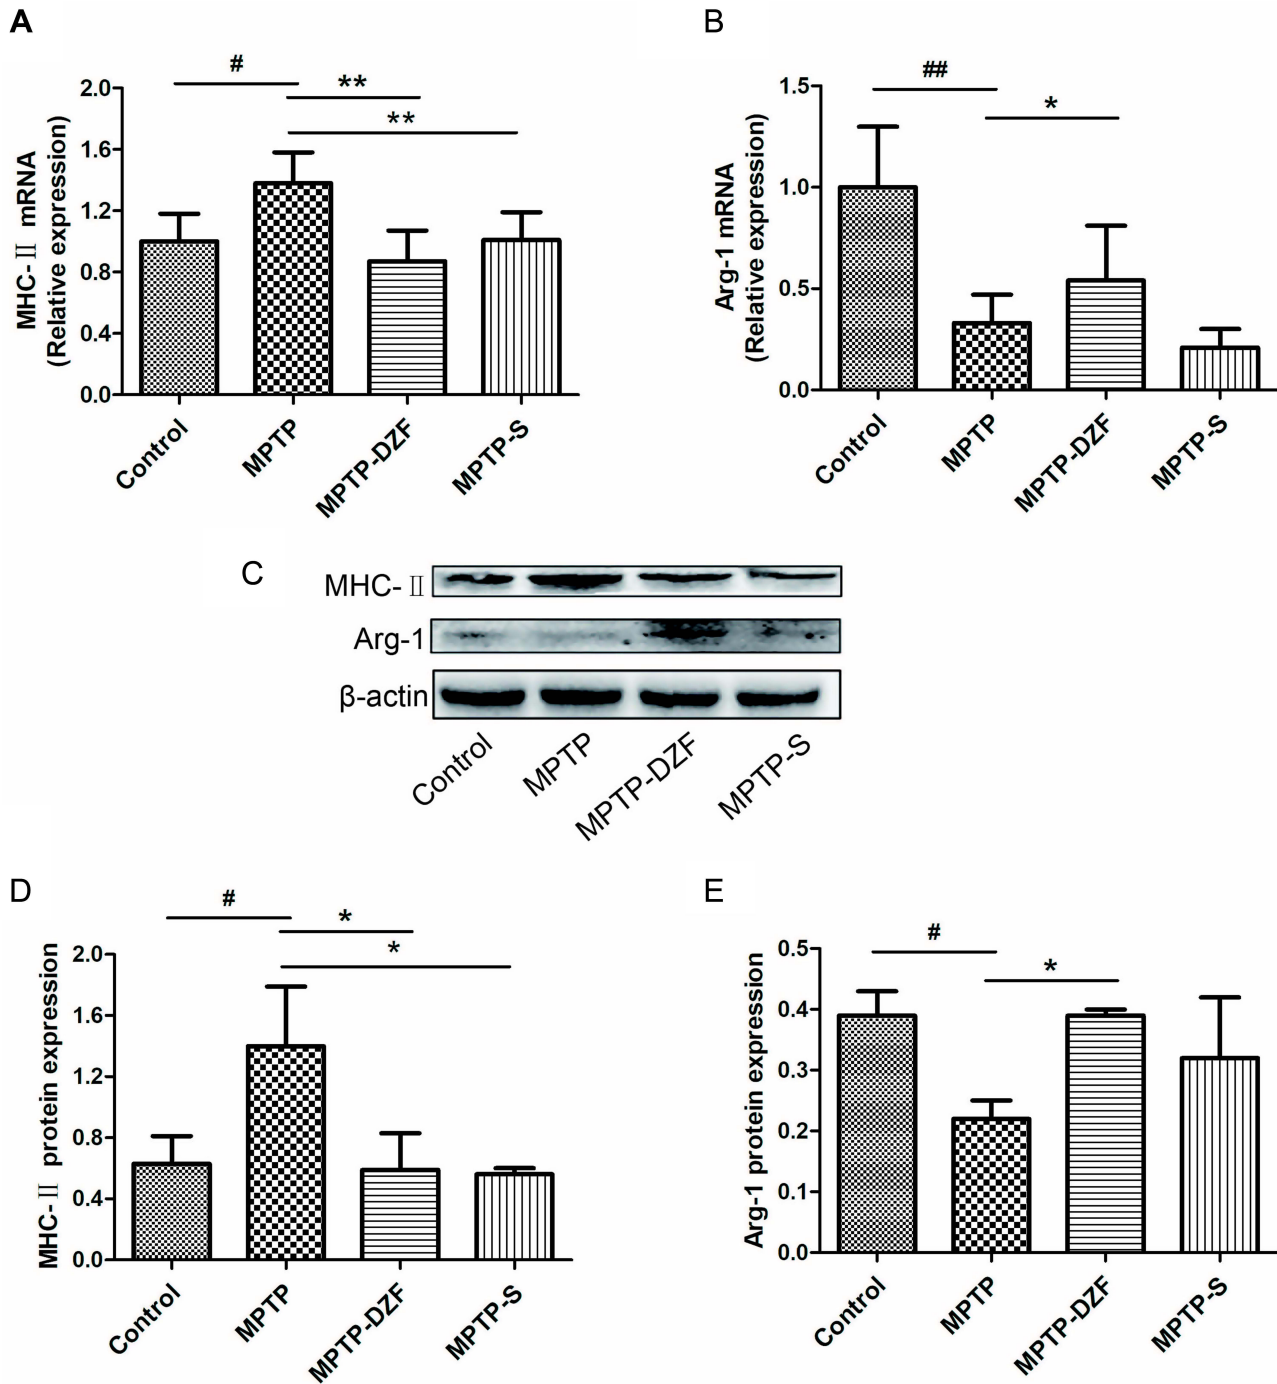 A
#
**
**
2.0
1.6
1.2
0.8
0.4
0.0
MHC-Ⅱ mRNA
(Relative expression)
Control
MPTP
MPTP-DZF
MPTP-S
B
##
*
1.5
1.0
0.5
0.0
Arg-1 mRNA
(Relative expression)
Control
MPTP
MPTP-DZF
MPTP-S
C
MHC-Ⅱ
Arg-1
β-actin
Control
MPTP
MPTP-DZF
MPTP-S
D
#
*
*
2.0
1.6
1.2
0.8
0.4
0.0
MHC-Ⅱ protein expression
Control
MPTP
MPTP-DZF
MPTP-S
E
#
*
0.5
0.4
0.3
0.2
0.1
0.0
Arg-1 protein expression
Control
MPTP
MPTP-DZF
MPTP-S